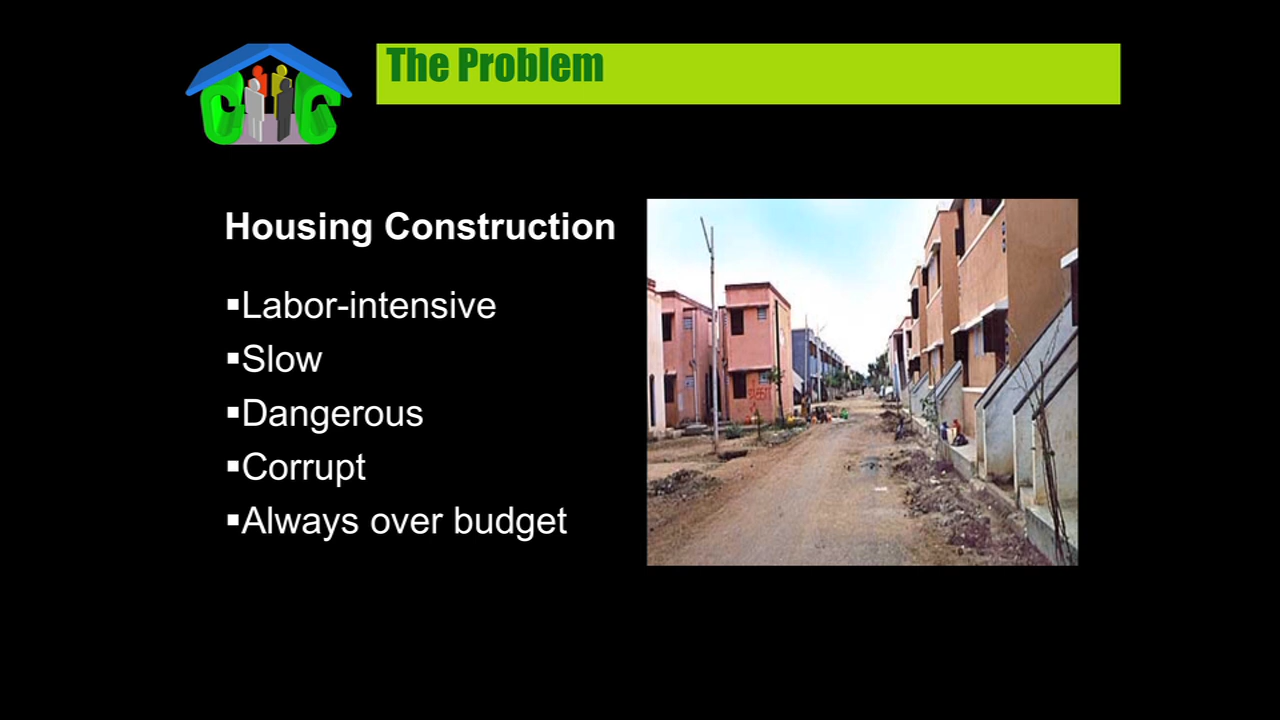 The Problem
Housing Construction
▪Labor-intensive
▪Slow
▪Dangerous
▪Corrupt
▪Always over budget